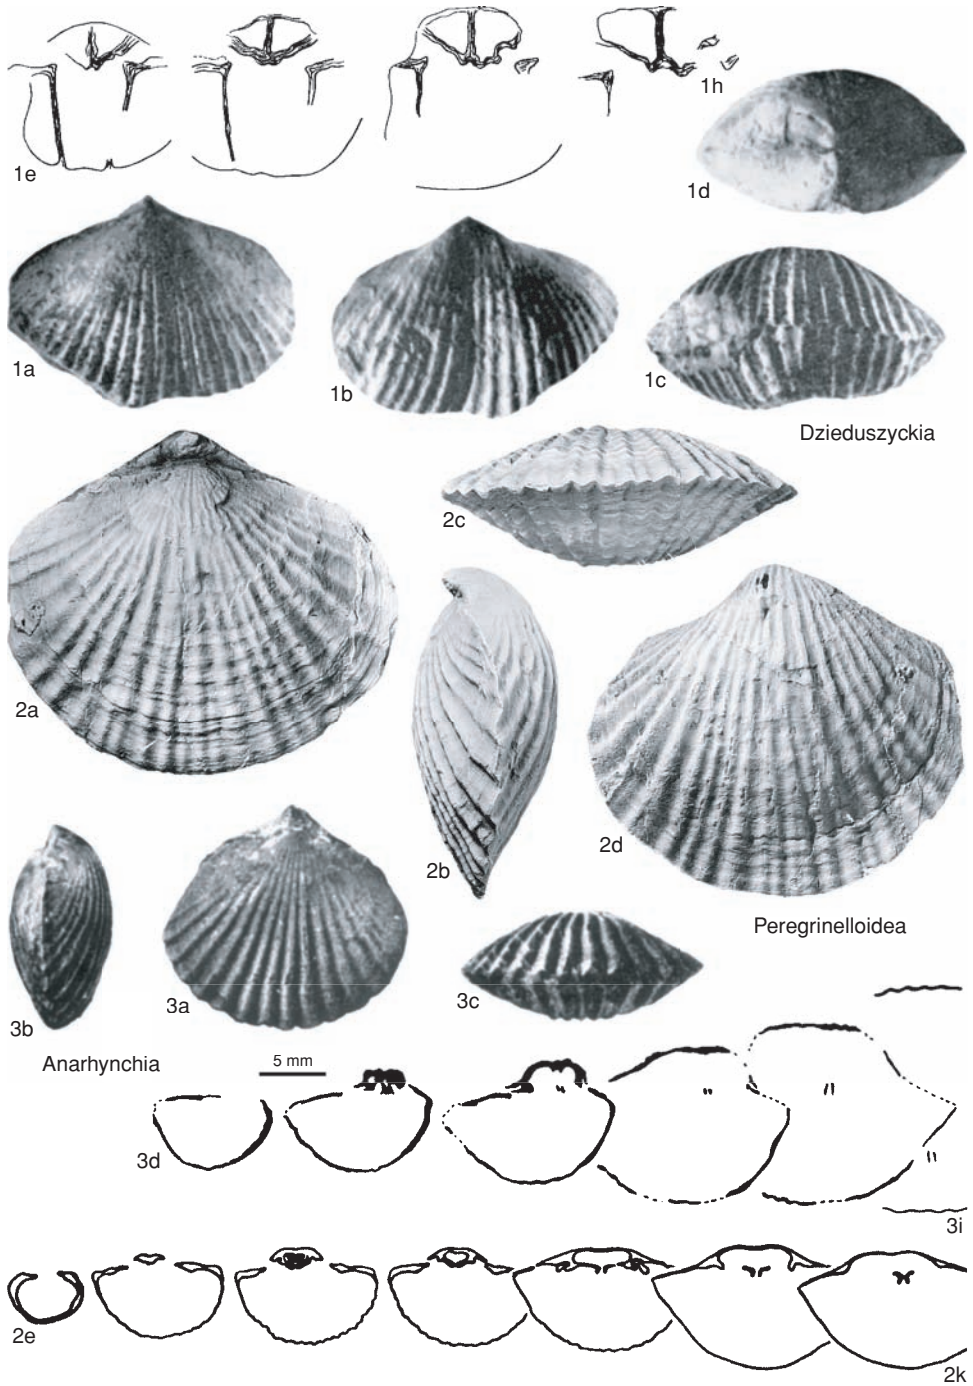 1h
1e
1d
1a
1b
1c
Dzieduszyckia
2c
2a
2b
2d
Peregrinelloidea
3b
3a
3c
Anarhynchia
5 mm
3d
3i
2e
2k